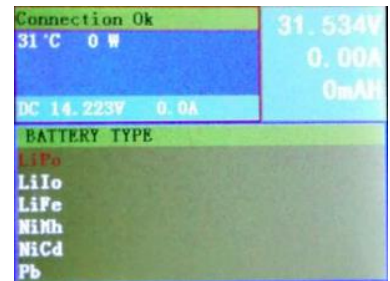 Connection Ok
31°C 0 W
DC 14.223V 0.0A
31.534V
0.00A
0mAH
BATTERY TYPE
LiPo
LiIo
LiFe
NiMh
NiCd
Pb